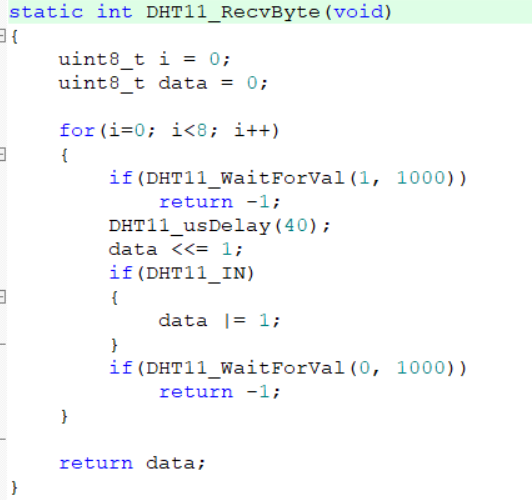 static int DHT11_RecvByte(void)
{
    uint8_t i = 0;
    uint8_t data = 0;

    for(i=0; i<8; i++)
    {
        if(DHT11_WaitForVal(1, 1000))
            return -1;
        DHT11_usDelay(40);
        data <<= 1;
        if(DHT11_IN)
        {
            data |= 1;
        }
        if(DHT11_WaitForVal(0, 1000))
            return -1;
    }

    return data;
}